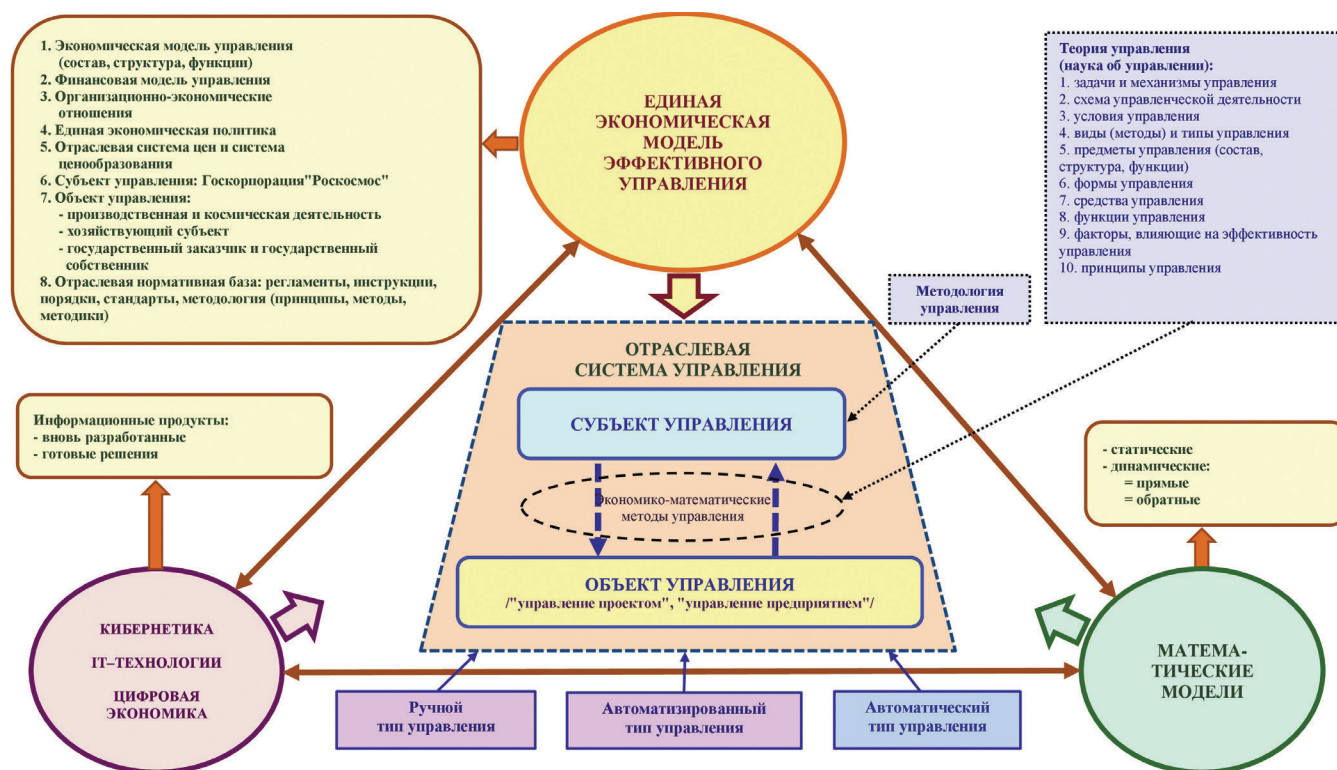 1. Экономическая модель управления
(состав, структура, функции)
2. Финансовая модель управления
3. Организационно-экономические
отношения
4. Единая экономическая политика
5. Отраслевая система цен и система
ценообразования
6. Субъект управления: Госкорпорация"Роскосмос"
7. Объект управления:
- производственная и космическая деятельность
- хозяйствующий субъект
- государственный заказчик и государственный
собственник
8. Отраслевая нормативная база: регламенты, инструкции,
порядки, стандарты, методология (принципы, методы,
методики)
ЕДИНАЯ
ЭКОНОМИЧЕСКАЯ
МОДЕЛЬ
ЭФФЕКТИВНОГО
УПРАВЛЕНИЯ
Теория управления
(наука об управлении):
1. задачи и механизмы управления
2. схема управленческой деятельности
3. условия управления
4. виды (методы) и типы управления
5. предметы управления (состав,
структура, функции)
6. формы управления
7. средства управления
8. функции управления
9. факторы, влияющие на эффективность
управления
10. принципы управления
Методология
управления
ОТРАСЛЕВАЯ
СИСТЕМА УПРАВЛЕНИЯ
СУБЪЕКТ УПРАВЛЕНИЯ
Экономико-математические
методы управления
ОБЪЕКТ УПРАВЛЕНИЯ
/"управление проектом", "управление предприятием"/
Информационные продукты:
- вновь разработанные
- готовые решения
- статические
- динамические:
= прямые
= обратные
КИБЕРНЕТИКА
IT–ТЕХНОЛОГИИ
ЦИФРОВАЯ
ЭКОНОМИКА
МАТЕМА-
ТИЧЕСКИЕ
МОДЕЛИ
Ручной
тип управления
Автоматизированный
тип управления
Автоматический
тип управления